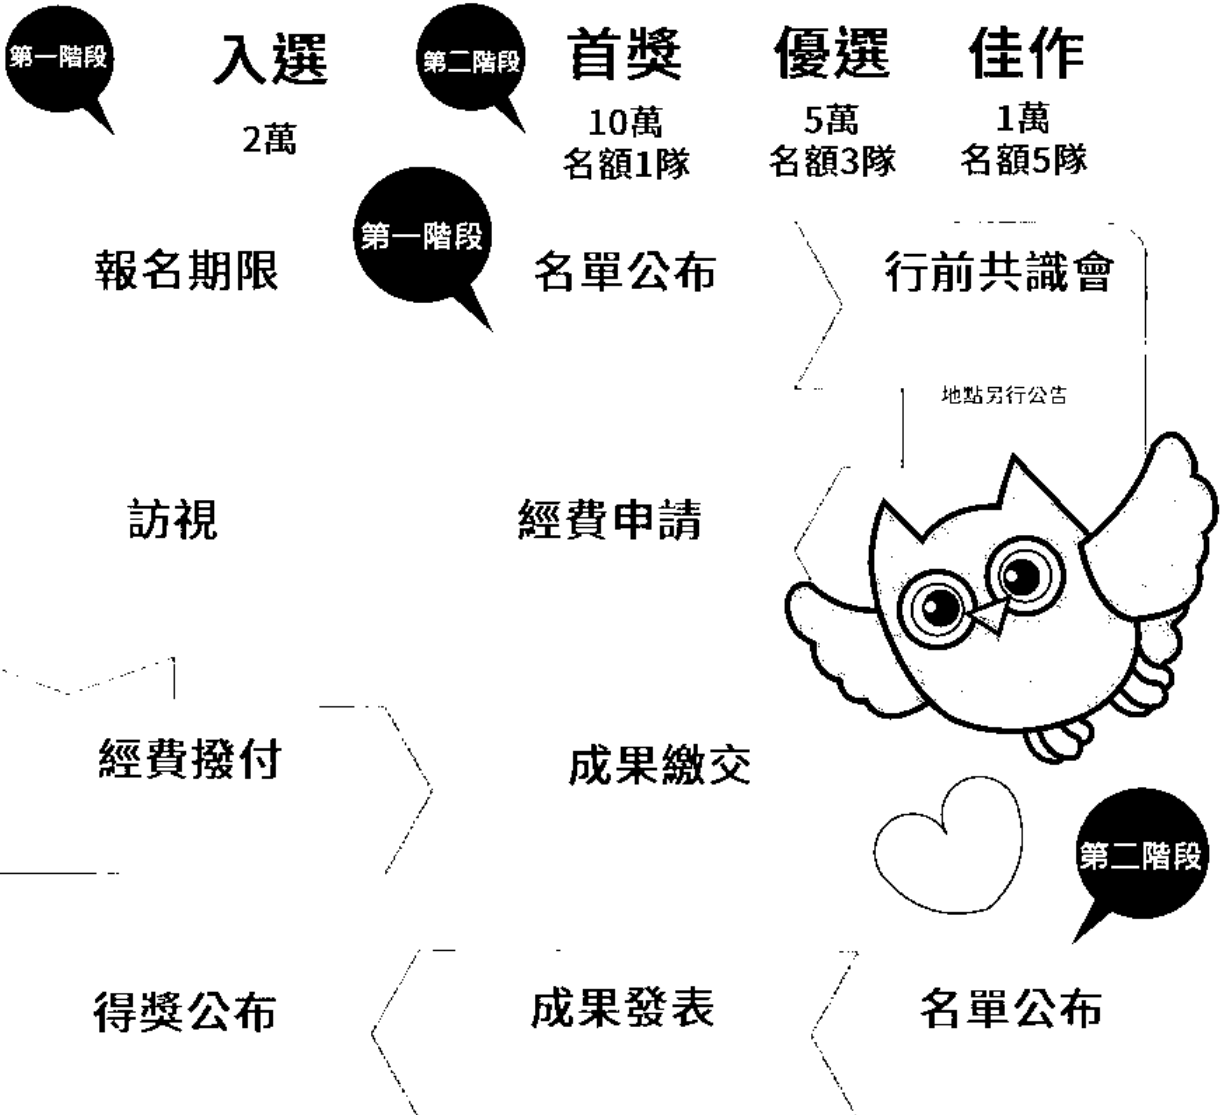 第一階段
入選
2萬
第二階段
首獎
10萬
名額1隊
優選
5萬
名額3隊
佳作
1萬
名額5隊
報名期限
第一階段
名單公布
行前共識會
地點另行公告
訪視
經費申請
經費撥付
成果繳交
第二階段
得獎公布
成果發表
名單公布